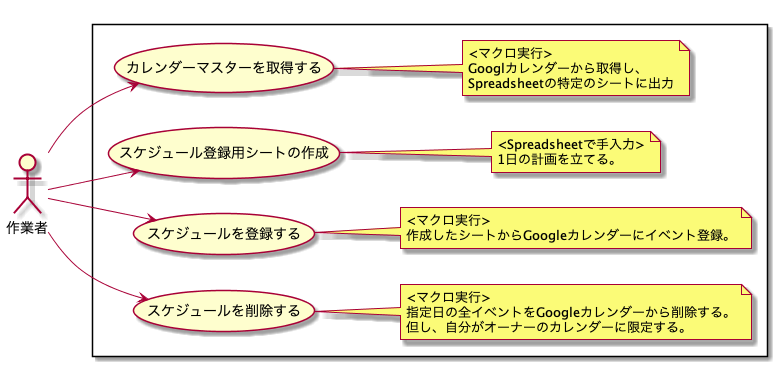 カレンダーマスターを取得する
<マクロ実行>
Googlカレンダーから取得し、
Spreadsheetの特定のシートに出力
スケジュール登録用シートの作成
<Spreadsheetで手入力>
1日の計画を立てる。
作業者
スケジュールを登録する
<マクロ実行>
作成したシートからGoogleカレンダーにイベント登録。
スケジュールを削除する
<マクロ実行>
指定日の全イベントをGoogleカレンダーから削除する。
但し、自分がオーナーのカレンダーに限定する。